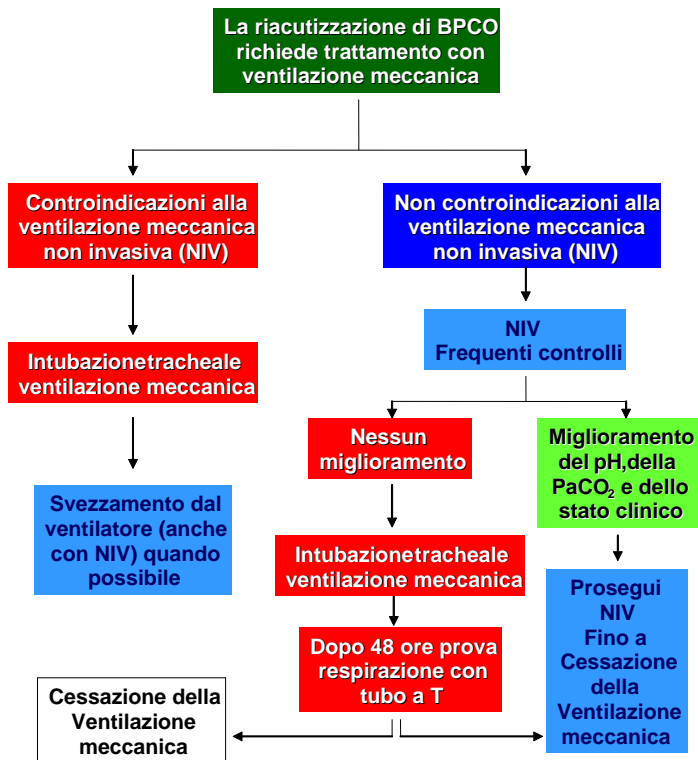 La riacutizzazione di BPCO
richiede trattamento con
ventilazione meccanica
Controindicazioni alla
ventilazione meccanica
non invasiva (NIV)
Non controindicazioni alla
ventilazione meccanica
non invasiva (NIV)
NIV
Frequenti controlli
Intubazionetracheale
ventilazione meccanica
Nessun
miglioramento
Miglioramento
del pH,della
PaCO₂ e dello
stato clinico
Svezzamento dal
ventilatore (anche
con NIV) quando
possibile
Intubazionetracheale
ventilazione meccanica
Prosegui
NIV
Fino a
Cessazione
della
Ventilazione
meccanica
Dopo 48 ore prova
respirazione con
tubo a T
Cessazione della
Ventilazione
meccanica